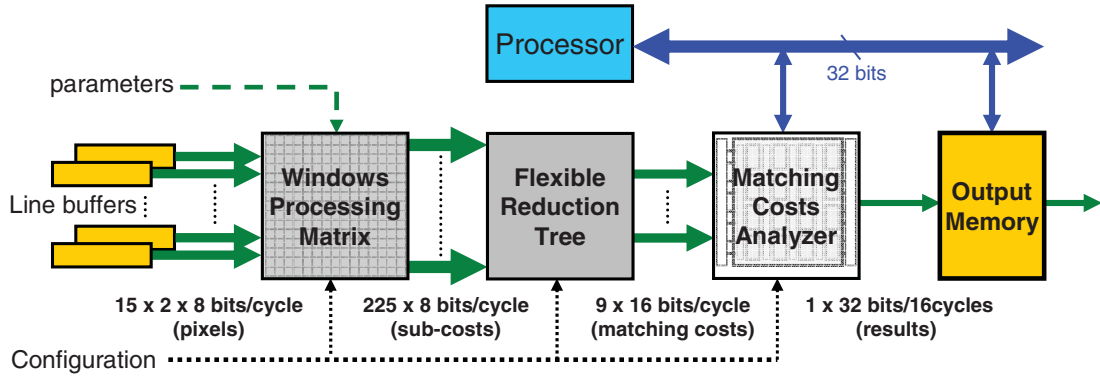 Processor
32 bits
parameters
Line buffers
Windows
Processing
Matrix
Flexible
Reduction
Tree
Matching
Costs
Analyzer
Output
Memory
15 x 2 x 8 bits/cycle
(pixels)
225 x 8 bits/cycle
(sub-costs)
9 x 16 bits/cycle
(matching costs)
1 x 32 bits/16cycles
(results)
Configuration